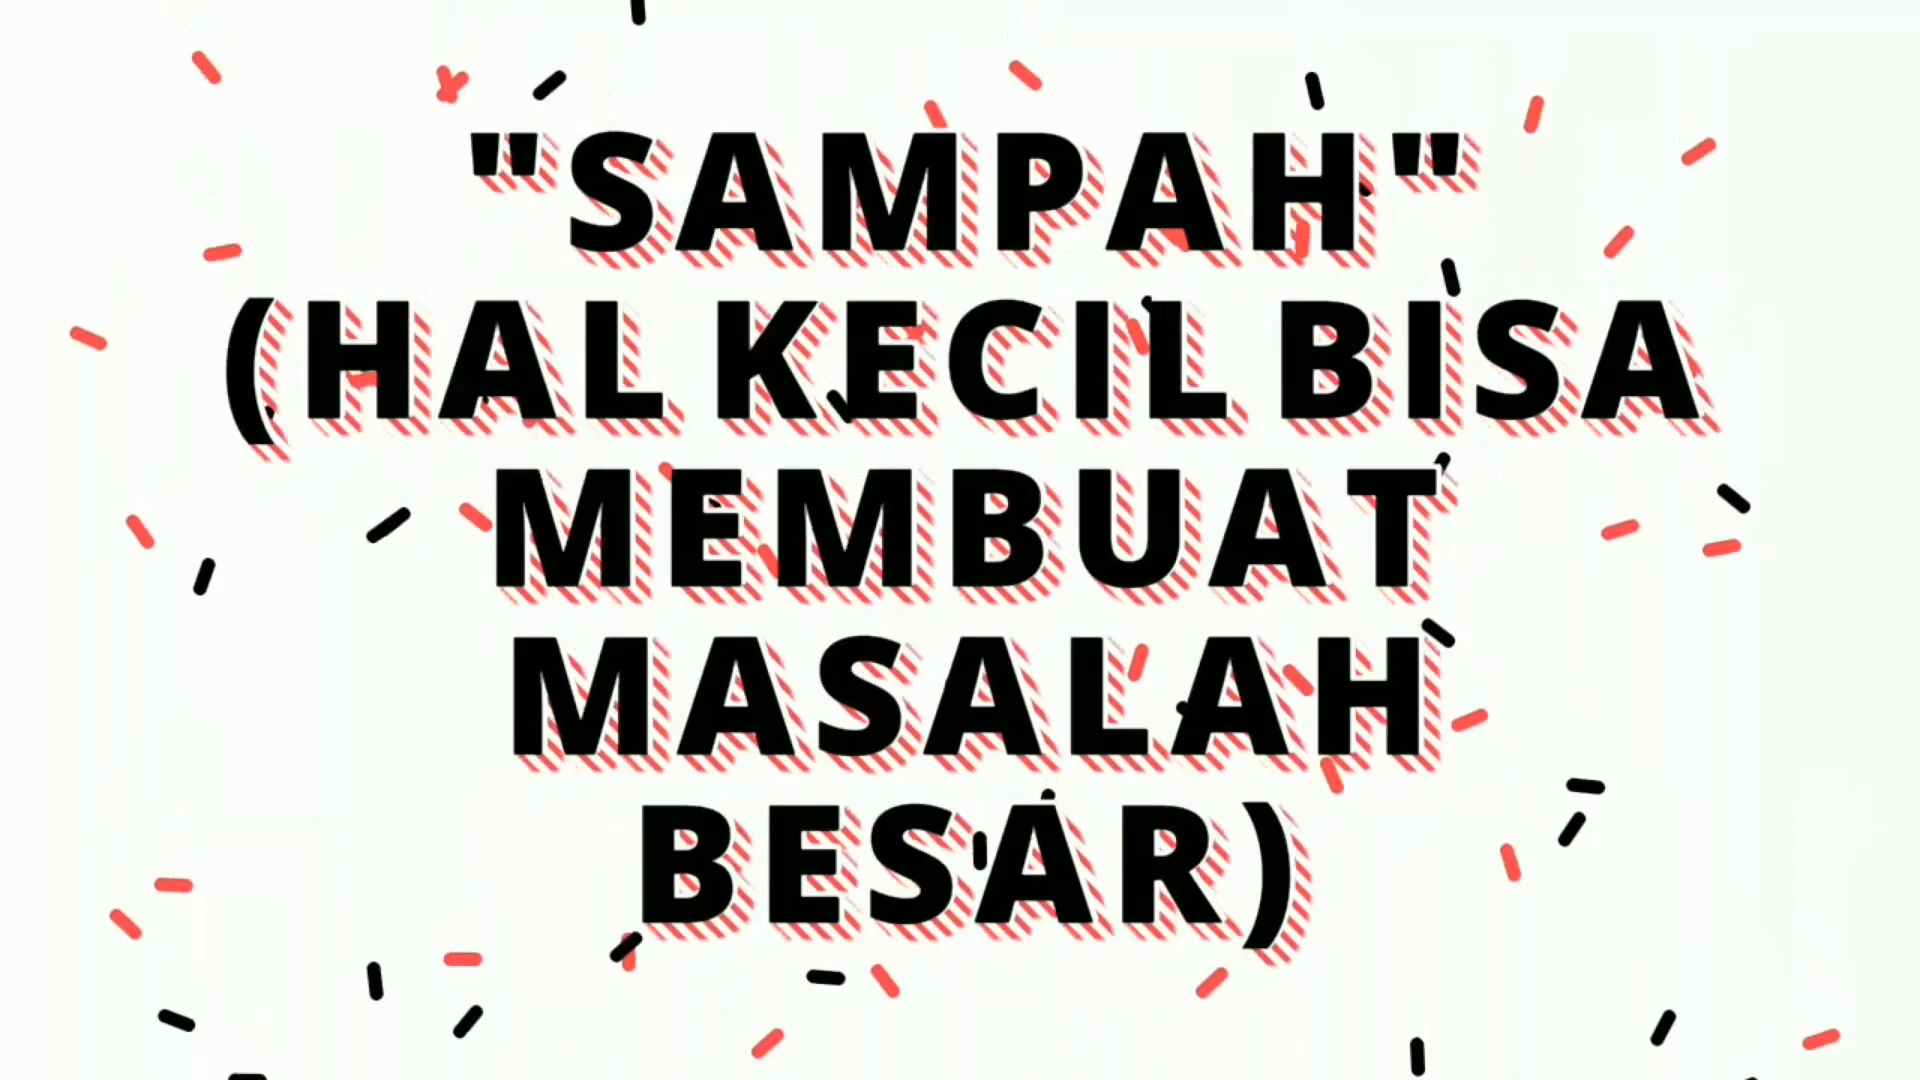 "SAMPAH"
(HAL KECIL BISA
MEMBUAT
MASALAH
BESAR)